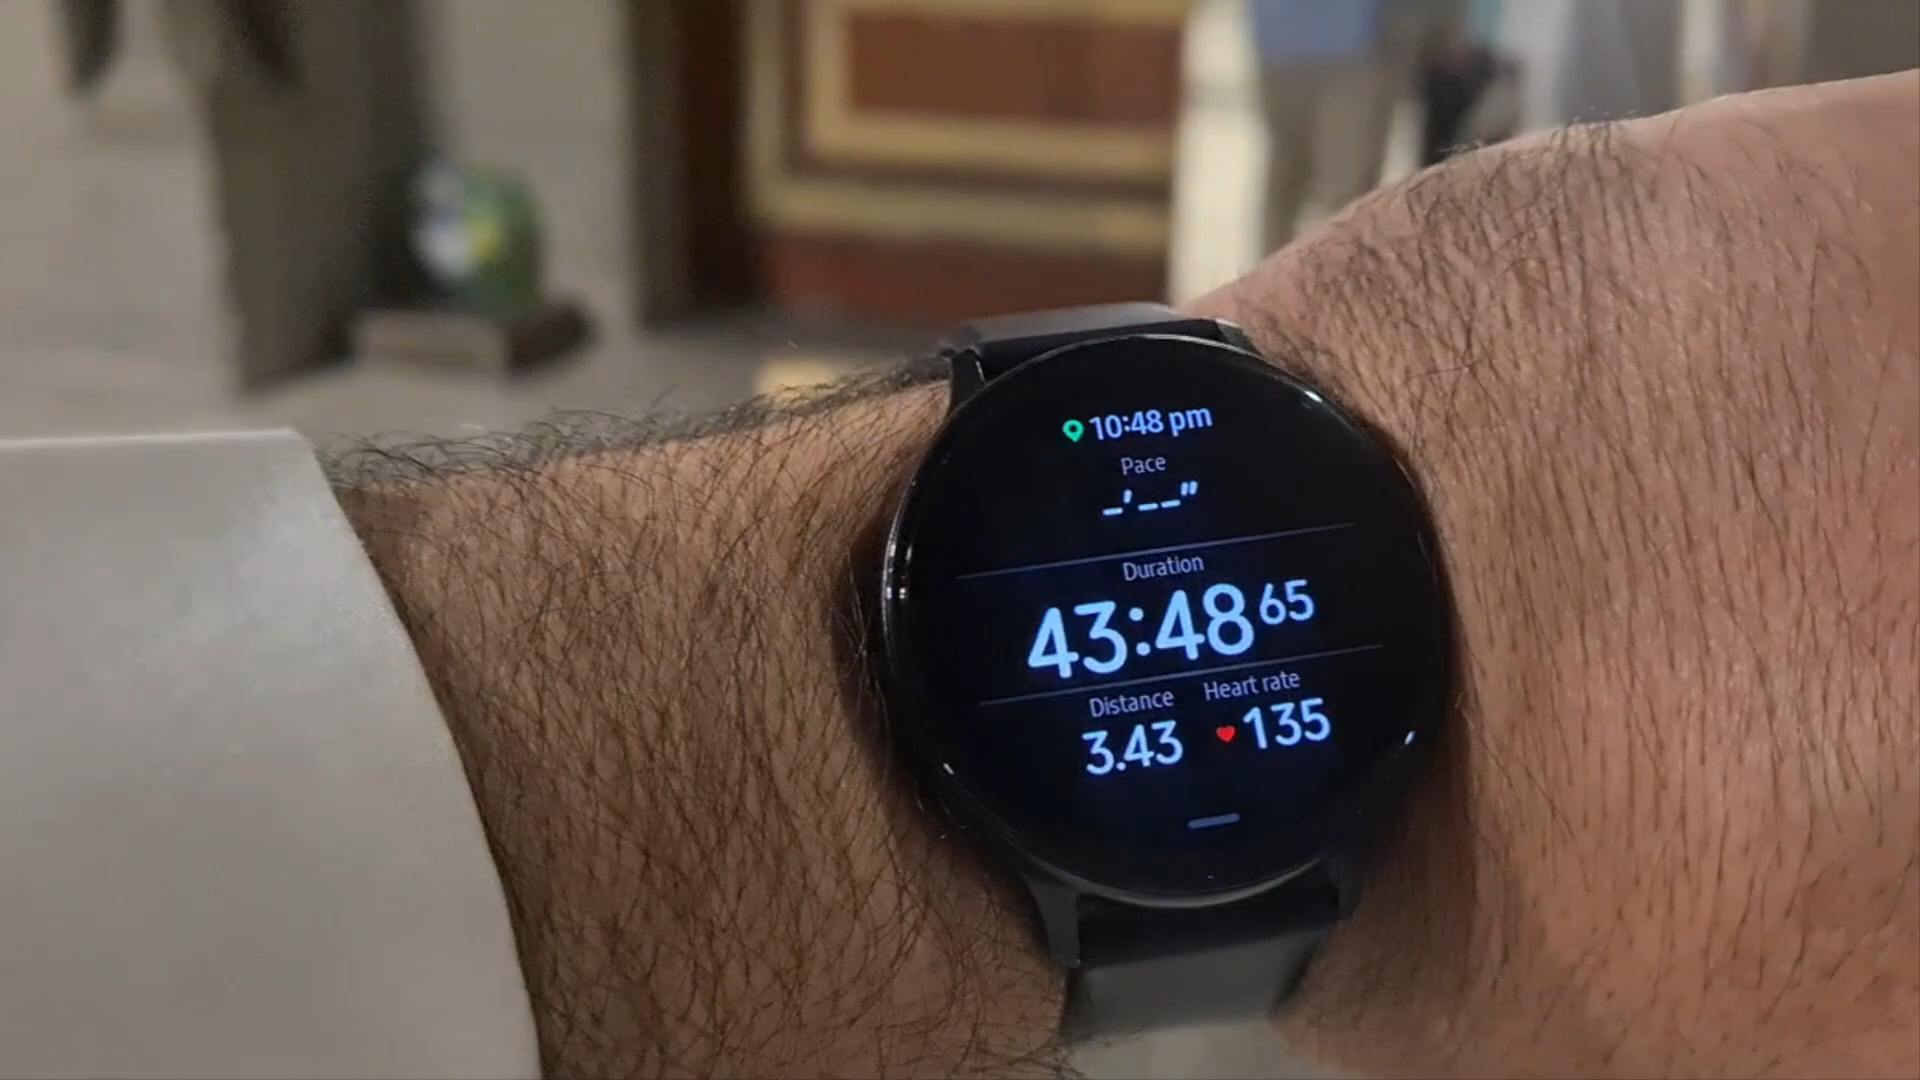 10:48 pm
Pace
_'__"
Duration
43:48 65
Distance Heart rate
3.43 135